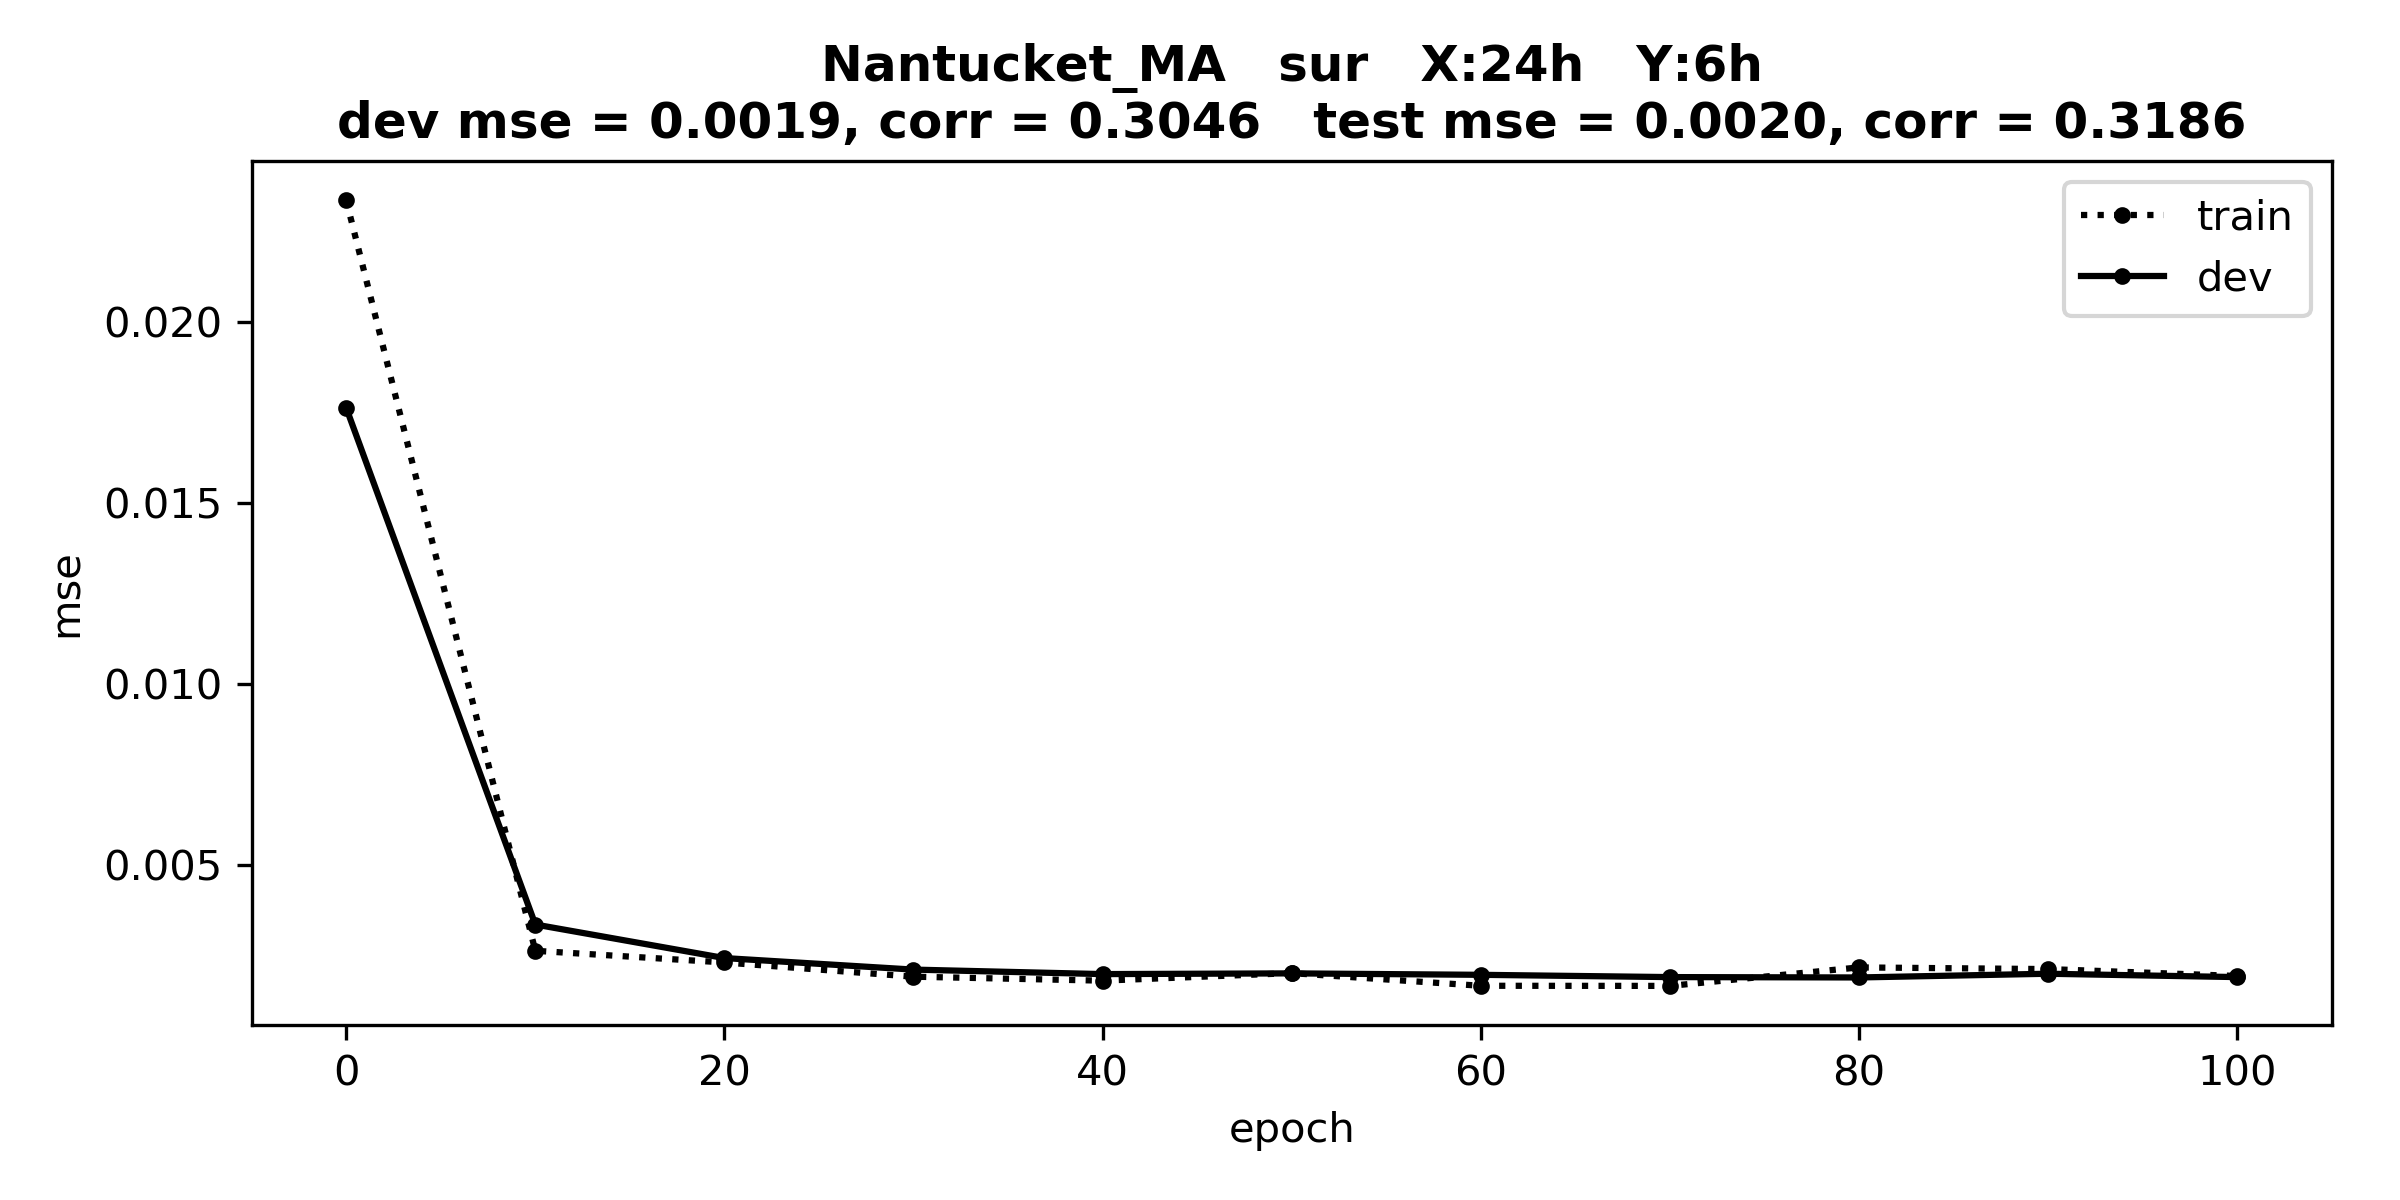 Nantucket_MA   sur   X:24h   Y:6h
dev mse = 0.0019, corr = 0.3046   test mse = 0.0020, corr = 0.3186
train
dev
0.020
0.015
0.010
0.005
mse
0 20 40 60 80 100
epoch